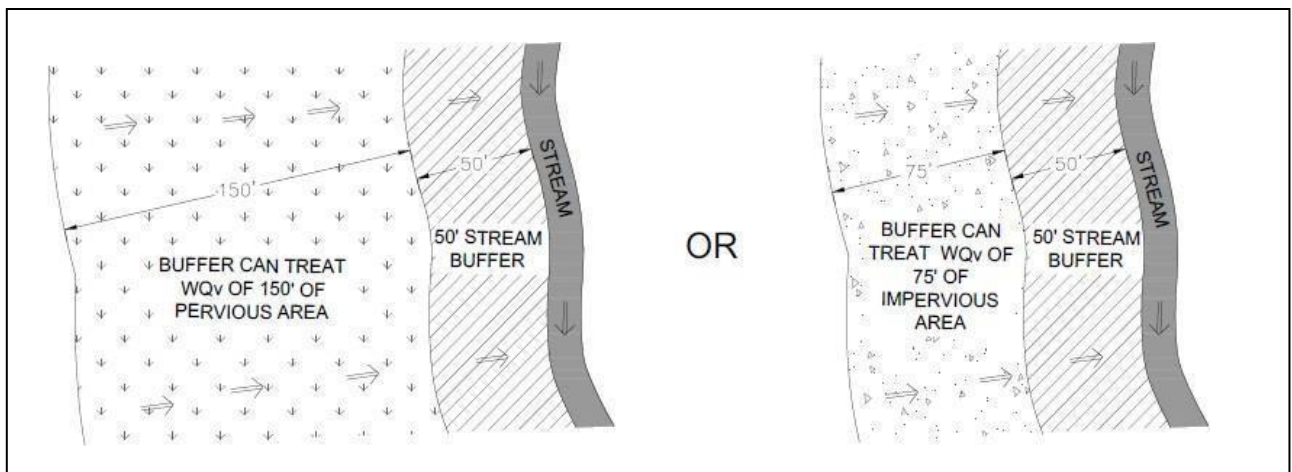 150'
50'
STREAM
BUFFER CAN TREAT
WQv OF 150' OF
PERVIOUS AREA
50' STREAM
BUFFER
OR
75'
50'
STREAM
BUFFER CAN
TREAT WQv OF
75' OF
IMPERVIOUS
AREA
50' STREAM
BUFFER